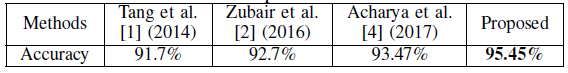 Methods Tang et al. [1] (2014) Zubair et al. [2] (2016) Acharya et al. [4] (2017) Proposed
Accuracy 91.7% 92.7% 93.47% 95.45%